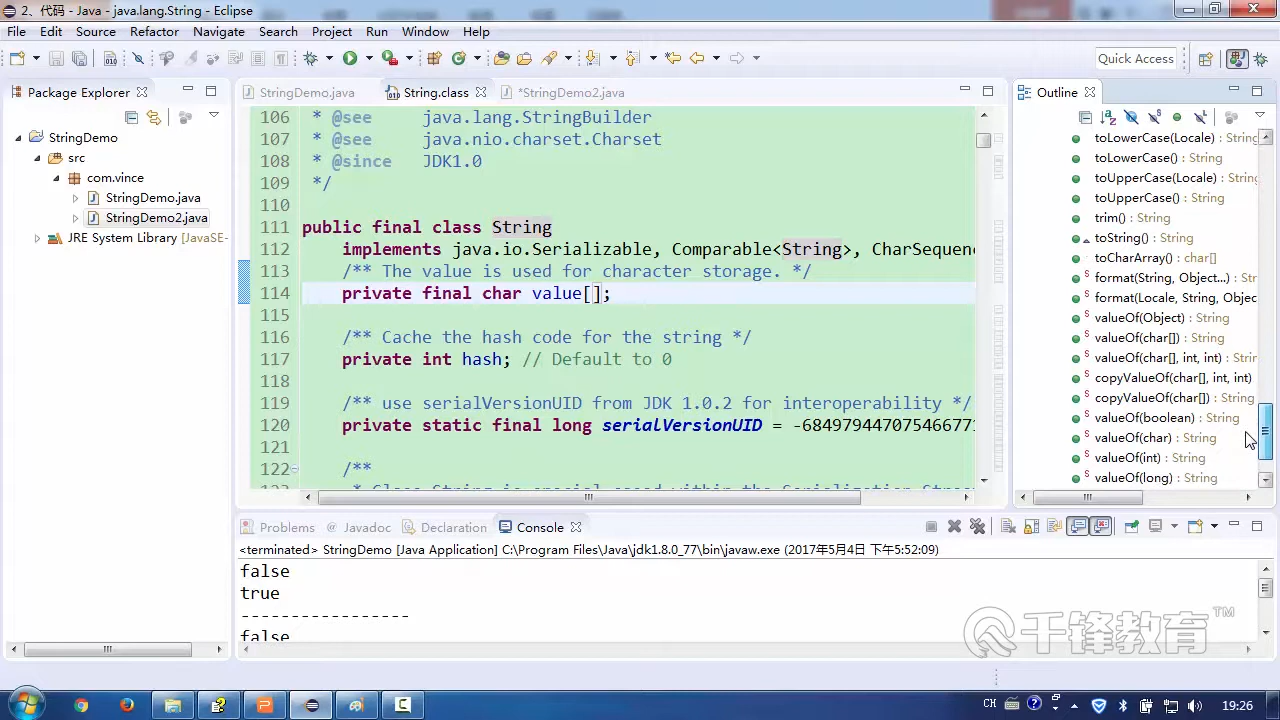 2、代码 - Java - java.lang.String - Eclipse
File Edit Source Refactor Navigate Search Project Run Window Help
Quick Access
Package Explorer
StringDemo
src
com.vince
StringDemo.java
StringDemo2.java
JRE System Library [JavaSE-
StringDemo.java String.class *StringDemo2.java
106 * @see java.lang.StringBuilder
107 * @see java.nio.charset.Charset
108 * @since JDK1.0
109 */
110
111 public final class String
112 implements java.io.Serializable, Comparable<String>, CharSequenc
113 /** The value is used for character storage. */
114 private final char value[];
115
116 /** Cache the hash code for the string */
117 private int hash; // Default to 0
118
119 /** use serialVersionUID from JDK 1.0.2 for interoperability */
120 private static final long serialVersionUID = -684979447075466771
121
122 /**
Outline
toLowerCase(Locale) : String
toLowerCase() : String
toUpperCase(Locale) : String
toUpperCase() : String
trim() : String
toString() : String
toCharArray() : char[]
format(String, Object...) : Str
format(Locale, String, Objec
valueOf(Object) : String
valueOf(char[]) : String
valueOf(char[], int, int) : Strin
copyValueOf(char[], int, int)
copyValueOf(char[]) : String
valueOf(boolean) : String
valueOf(char) : String
valueOf(int) : String
valueOf(long) : String
Problems @ Javadoc Declaration Console
<terminated> StringDemo [Java Application] C:\Program Files\Java\jdk1.8.0_77\bin\javaw.exe (2017年5月4日 下午5:52:09)
false
true
-----------------
false
千锋教育™
CH 19:26